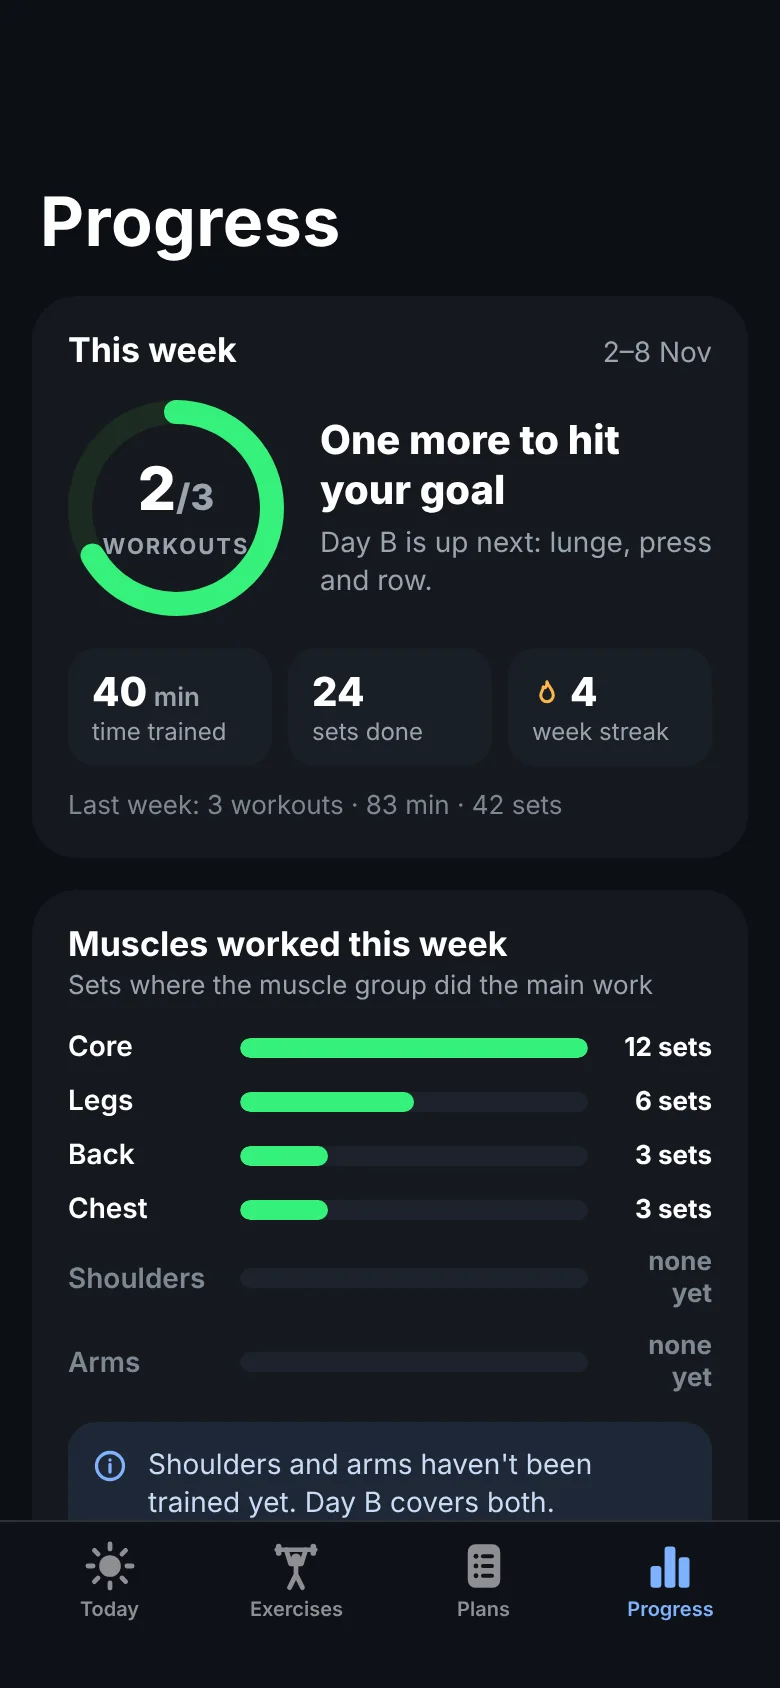 Progress
This week
2–8 Nov
2/3
WORKOUTS
One more to hit
your goal
Day B is up next: lunge, press
and row.
40 min
time trained
24
sets done
4
week streak
Last week: 3 workouts · 83 min · 42 sets
Muscles worked this week
Sets where the muscle group did the main work
Core
12 sets
Legs
6 sets
Back
3 sets
Chest
3 sets
Shoulders
none
yet
Arms
none
yet
Shoulders and arms haven't been
trained yet. Day B covers both.
Today
Exercises
Plans
Progress